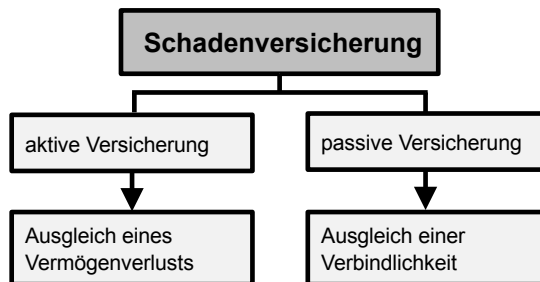 Schadenversicherung
aktive Versicherung
passive Versicherung
Ausgleich eines
Vermögenverlusts
Ausgleich einer
Verbindlichkeit